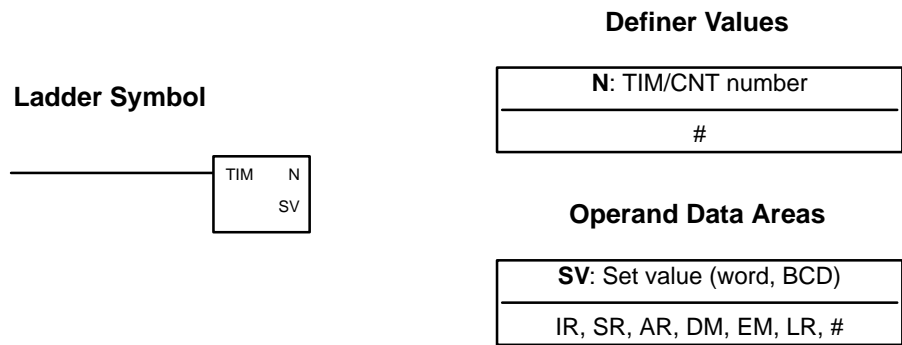 Ladder Symbol
TIM N
SV
Definer Values
N: TIM/CNT number
#
Operand Data Areas
SV: Set value (word, BCD)
IR, SR, AR, DM, EM, LR, #